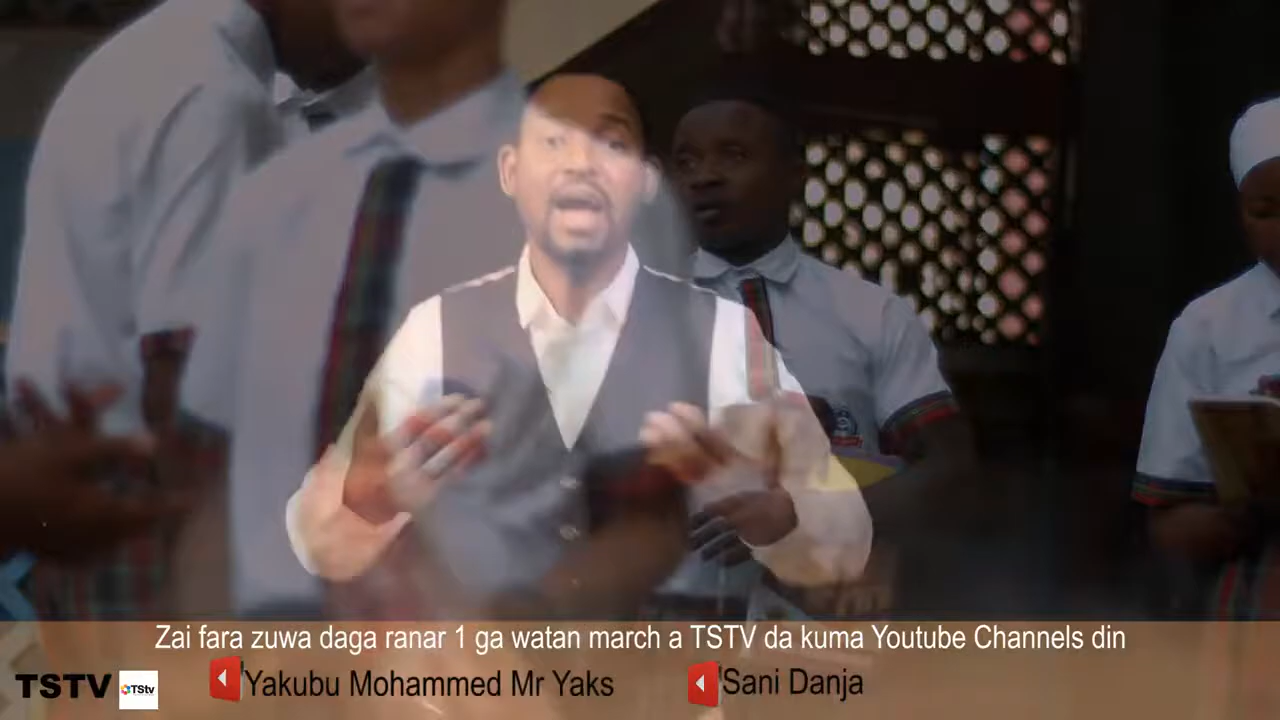 Zai fara zuwa daga ranar 1 ga watan march a TSTV da kuma Youtube Channels din
TSTV TStv Yakubu Mohammed Mr Yaks Sani Danja